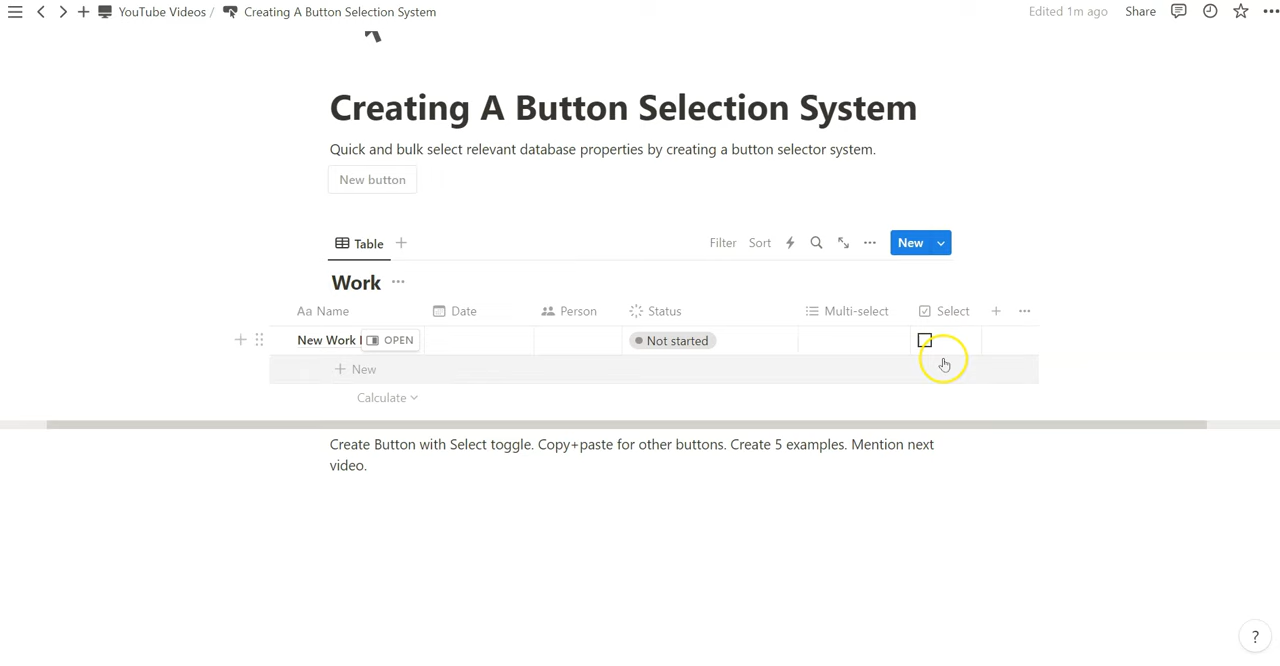 YouTube Videos / Creating A Button Selection System Edited 1m ago Share
Creating A Button Selection System
Quick and bulk select relevant database properties by creating a button selector system.
New button
Table Filter Sort New
Work
Aa Name Date Person Status Multi-select Select
New Work OPEN Not started
New
Calculate
Create Button with Select toggle. Copy+paste for other buttons. Create 5 examples. Mention next
video.
?